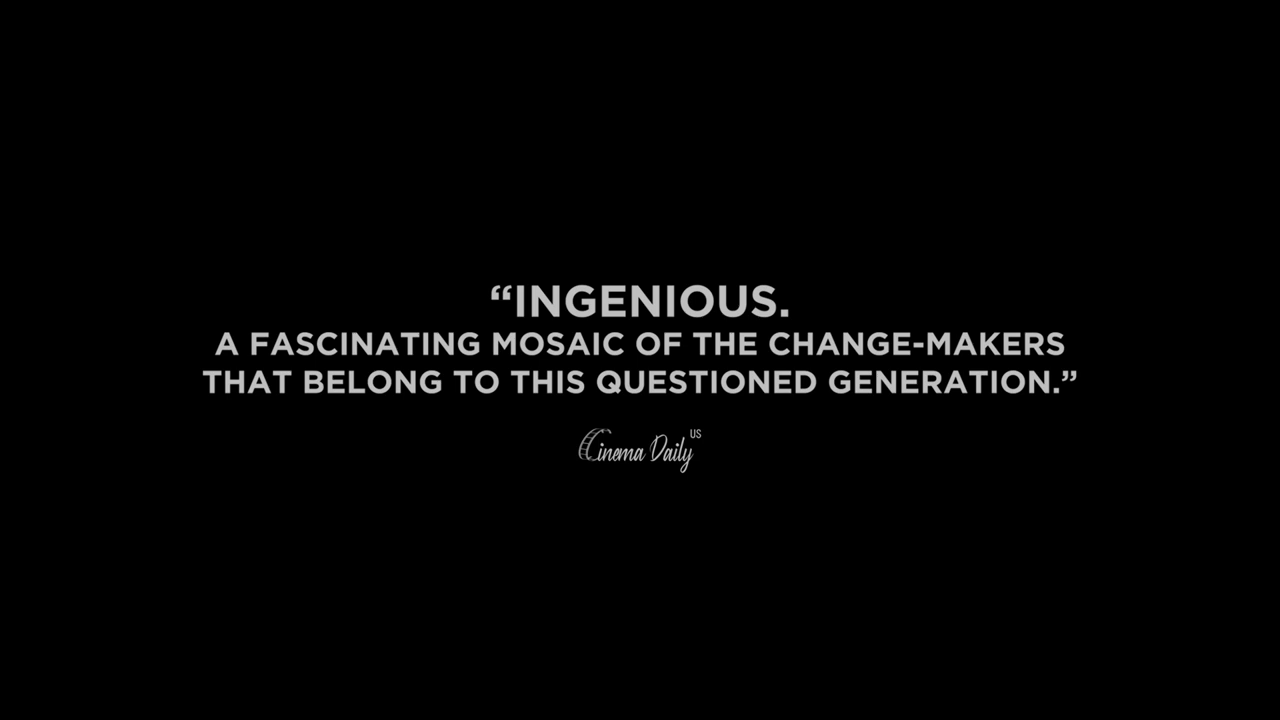 “INGENIOUS.
A FASCINATING MOSAIC OF THE CHANGE-MAKERS
THAT BELONG TO THIS QUESTIONED GENERATION.”
Cinema Daily US